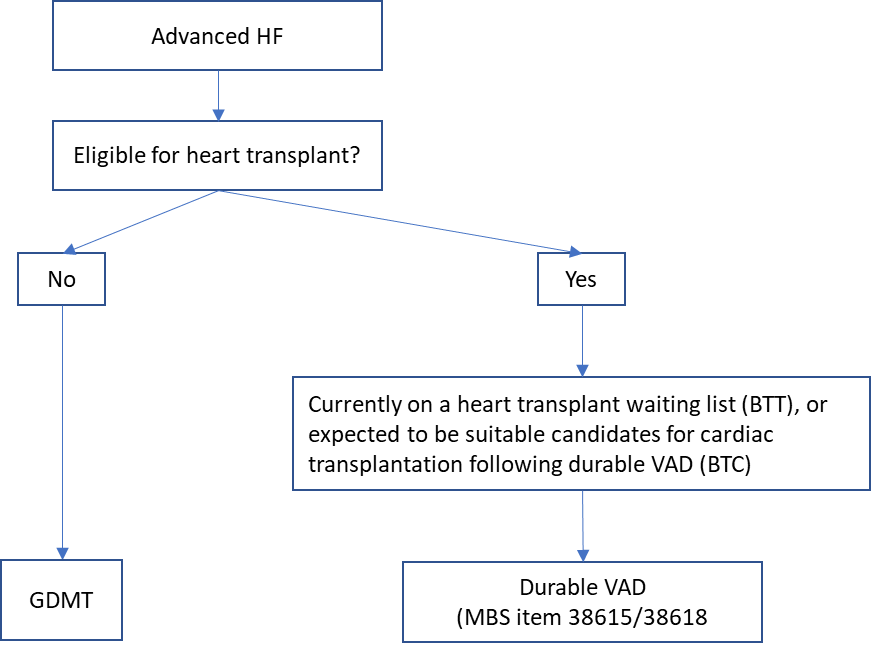 Advanced HF
Eligible for heart transplant?
No
Yes
Currently on a heart transplant waiting list (BTT), or
expected to be suitable candidates for cardiac
transplantation following durable VAD (BTC)
GDMT
Durable VAD
(MBS item 38615/38618